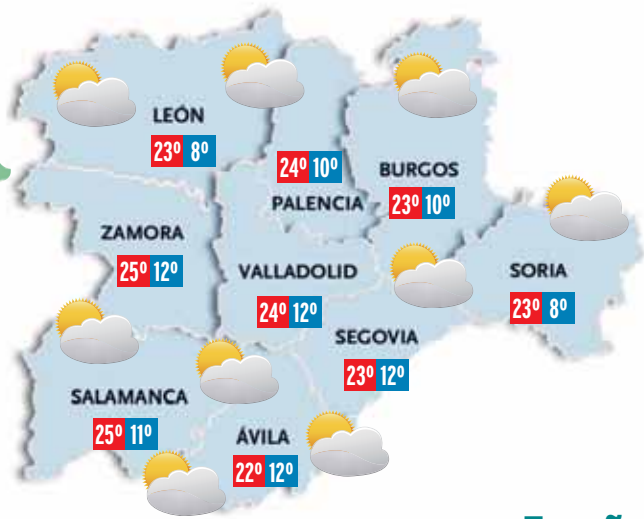 LEÓN
23º 8º
24º 10º
PALENCIA
BURGOS
23º 10º
ZAMORA
25º 12º
VALLADOLID
24º 12º
SORIA
23º 8º
SEGOVIA
23º 12º
SALAMANCA
25º 11º
ÁVILA
22º 12º